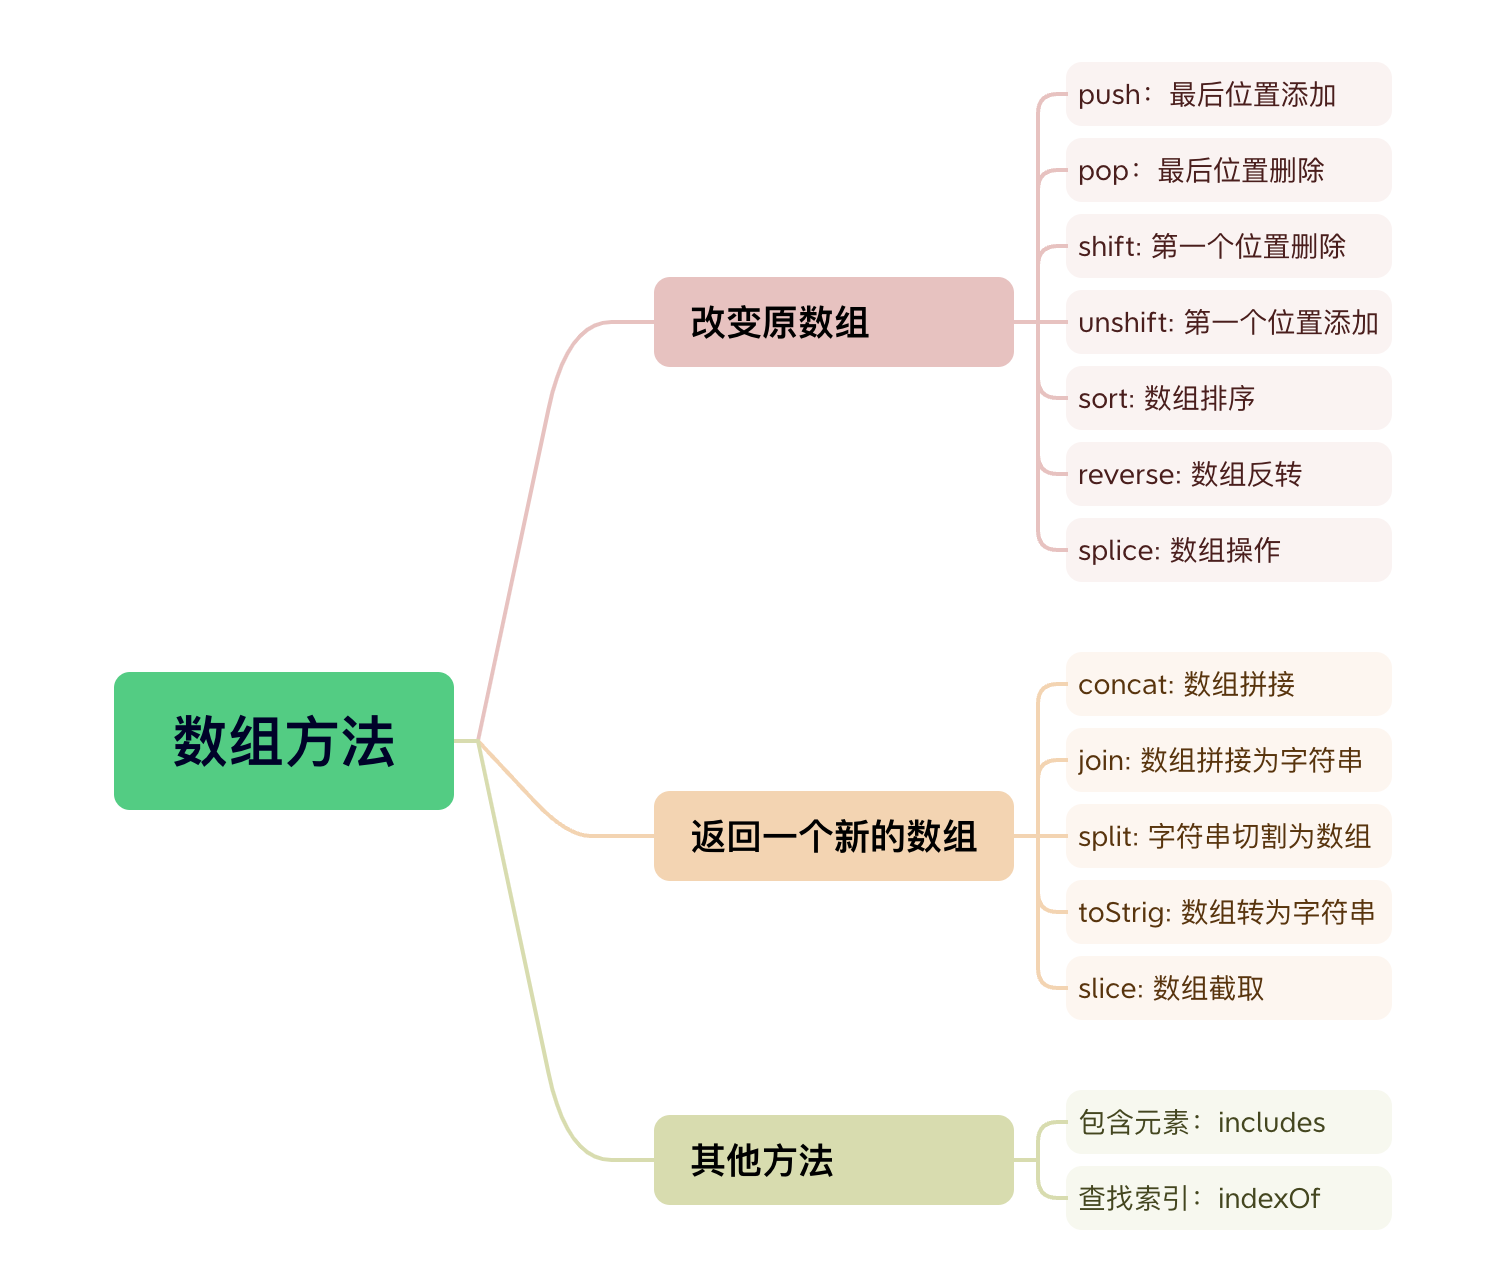 数组方法
改变原数组
push：最后位置添加
pop：最后位置删除
shift: 第一个位置删除
unshift: 第一个位置添加
sort: 数组排序
reverse: 数组反转
splice: 数组操作
返回一个新的数组
concat: 数组拼接
join: 数组拼接为字符串
split: 字符串切割为数组
toStrig: 数组转为字符串
slice: 数组截取
其他方法
包含元素：includes
查找索引：indexOf